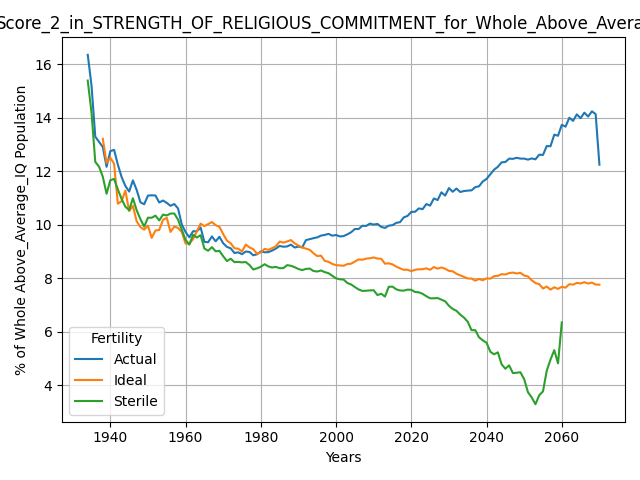 Score_2_in_STRENGTH_OF_RELIGIOUS_COMMITMENT_for_Whole_Above_Avera
% of Whole Above_Average_IQ Population
16
14
12
10
8
6
4
Fertility
Actual
Ideal
Sterile
1940 1960 1980 2000 2020 2040 2060
Years